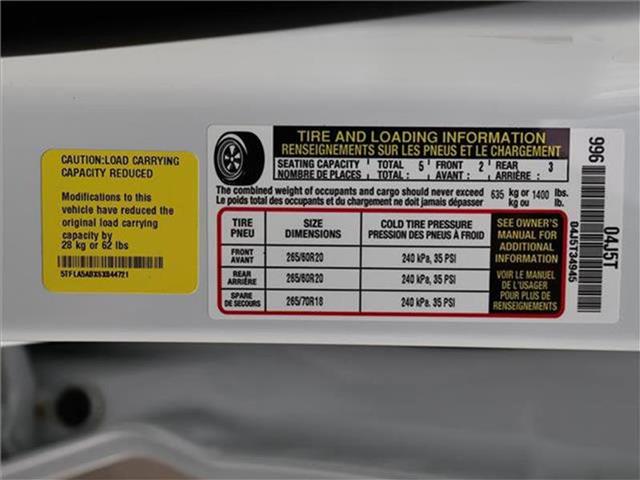 CAUTION:LOAD CARRYING
CAPACITY REDUCED
Modifications to this
vehicle have reduced the
original load carrying
capacity by
28 kg or 62 lbs
5TFLA5ABXSX044721
TIRE AND LOADING INFORMATION
RENSEIGNEMENTS SUR LES PNEUS ET LE CHARGEMENT
SEATING CAPACITY TOTAL 5 FRONT 2 REAR 3
NOMBRE DE PLACES TOTAL : AVANT : ARRIÈRE :
The combined weight of occupants and cargo should never exceed 635 kg or 1400 lbs.
Le poids total des occupants et du chargement ne doit jamais dépasser kg ou lb.
TIRE SIZE COLD TIRE PRESSURE
PNEU DIMENSIONS PRESSION DES PNEUS À FROID
FRONT
AVANT 265/60R20 240 kPa, 35 PSI
REAR
ARRIÈRE 265/60R20 240 kPa, 35 PSI
SPARE
DE SECOURS 265/70R18 240 kPa, 35 PSI
SEE OWNER'S
MANUAL FOR
ADDITIONAL
INFORMATION
VOIR LE MANUEL
DE L'USAGER
POUR PLUS DE
RENSEIGNEMENTS
996 04J5T
04J5T34945